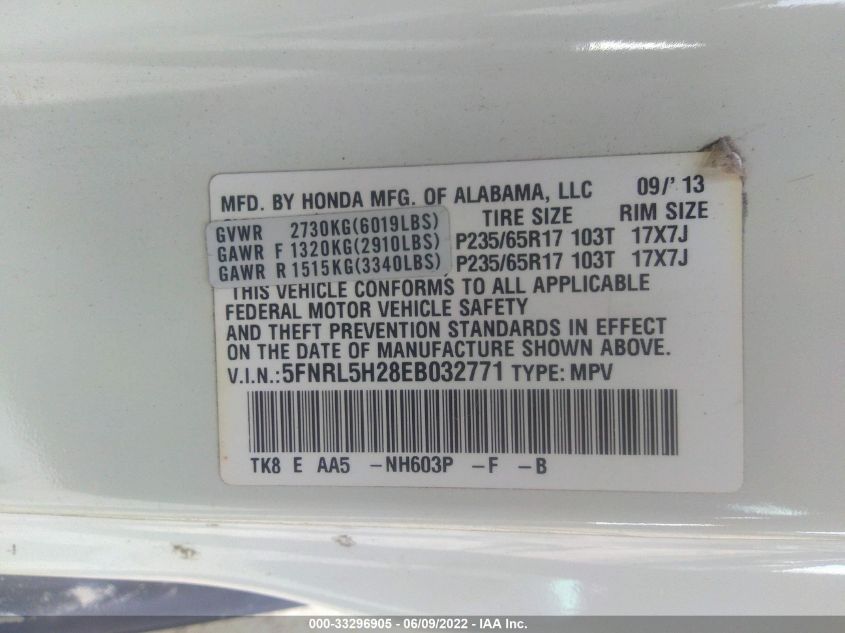 MFD. BY HONDA MFG. OF ALABAMA, LLC 09/' 13
TIRE SIZE RIM SIZE
GVWR 2730KG(6019LBS)
GAWR F 1320KG(2910LBS) P235/65R17 103T 17X7J
GAWR R 1515KG(3340LBS) P235/65R17 103T 17X7J
THIS VEHICLE CONFORMS TO ALL APPLICABLE
FEDERAL MOTOR VEHICLE SAFETY
AND THEFT PREVENTION STANDARDS IN EFFECT
ON THE DATE OF MANUFACTURE SHOWN ABOVE.
V.I.N.:5FNRL5H28EB032771 TYPE: MPV
TK8 E AA5 -NH603P -F -B
000-33296905 - 06/09/2022 - IAA Inc.